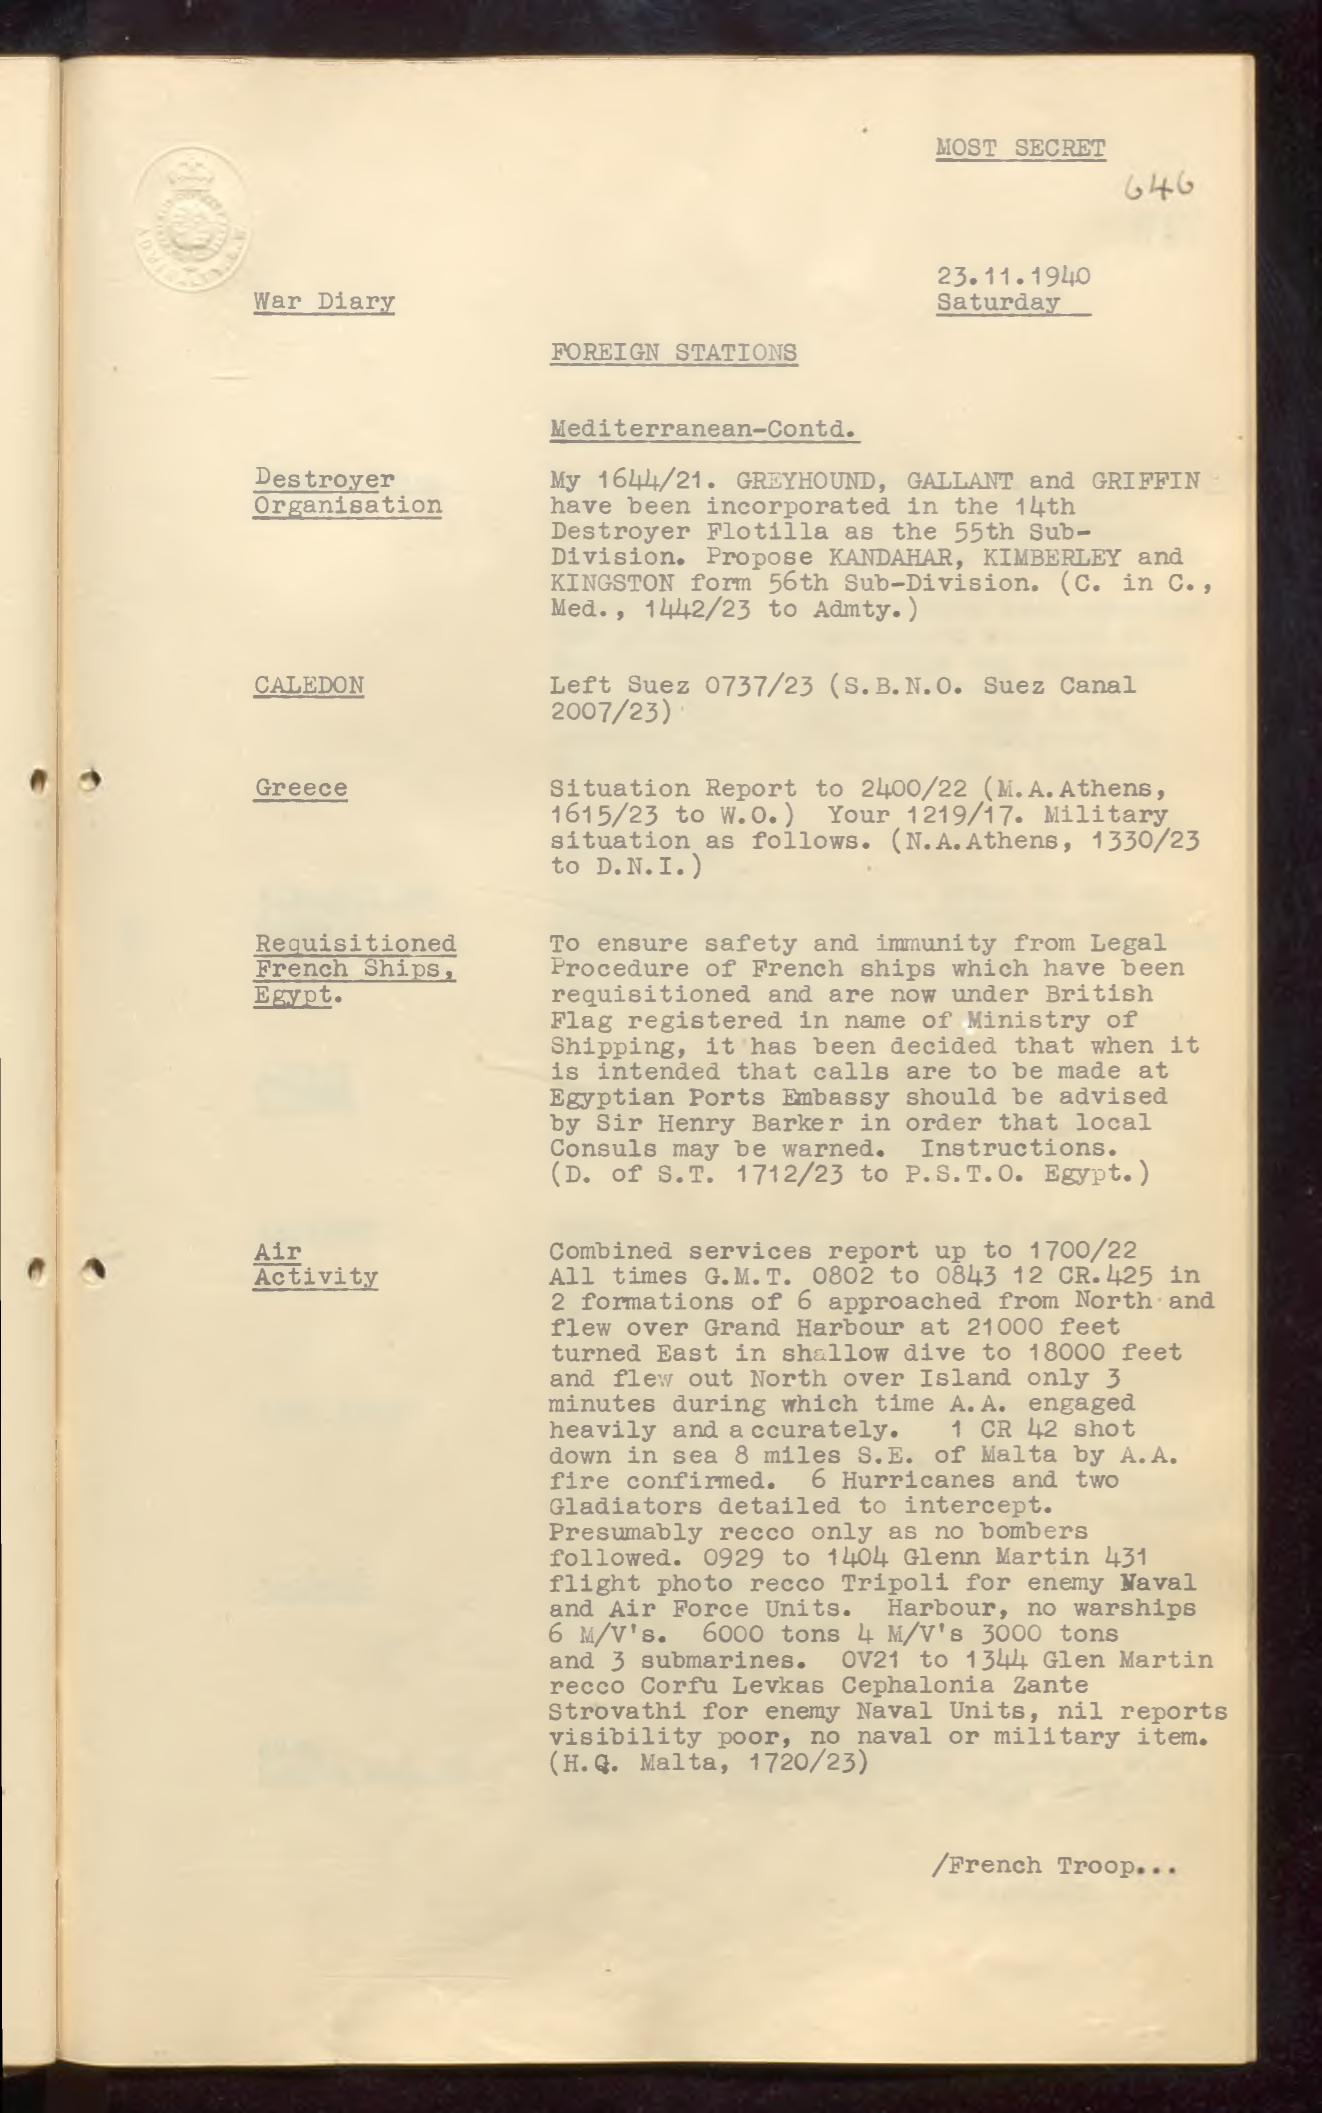 MOST SECRET
646
23.11.1940
Saturday
War Diary
FOREIGN STATIONS
Mediterranean-Contd.
Destroyer
Organisation
My 1644/21. GREYHOUND, GALLANT and GRIFFIN
have been incorporated in the 14th
Destroyer Flotilla as the 55th Sub-
Division. Propose KANDAHAR, KIMBERLEY and
KINGSTON form 56th Sub-Division. (C. in C.,
Med., 1442/23 to Admty.)
CALEDON
Left Suez 0737/23 (S.B.N.O. Suez Canal
2007/23)
Greece
Situation Report to 2400/22 (M.A.Athens,
1615/23 to W.O.) Your 1219/17. Military
situation as follows. (N.A.Athens, 1330/23
to D.N.I.)
Requisitioned
French Ships,
Egypt.
To ensure safety and immunity from Legal
Procedure of French ships which have been
requisitioned and are now under British
Flag registered in name of Ministry of
Shipping, it has been decided that when it
is intended that calls are to be made at
Egyptian Ports Embassy should be advised
by Sir Henry Barker in order that local
Consuls may be warned. Instructions.
(D. of S.T. 1712/23 to P.S.T.O. Egypt.)
Air
Activity
Combined services report up to 1700/22
All times G.M.T. 0802 to 0843 12 CR.425 in
2 formations of 6 approached from North and
flew over Grand Harbour at 21000 feet
turned East in shallow dive to 18000 feet
and flew out North over Island only 3
minutes during which time A.A. engaged
heavily and accurately. 1 CR 42 shot
down in sea 8 miles S.E. of Malta by A.A.
fire confirmed. 6 Hurricanes and two
Gladiators detailed to intercept.
Presumably recco only as no bombers
followed. 0929 to 1404 Glenn Martin 431
flight photo recco Tripoli for enemy Naval
and Air Force Units. Harbour, no warships
6 M/V's. 6000 tons 4 M/V's 3000 tons
and 3 submarines. OV21 to 1344 Glen Martin
recco Corfu Levkas Cephalonia Zante
Strovathi for enemy Naval Units, nil reports
visibility poor, no naval or military item.
(H.Q. Malta, 1720/23)
/French Troop...